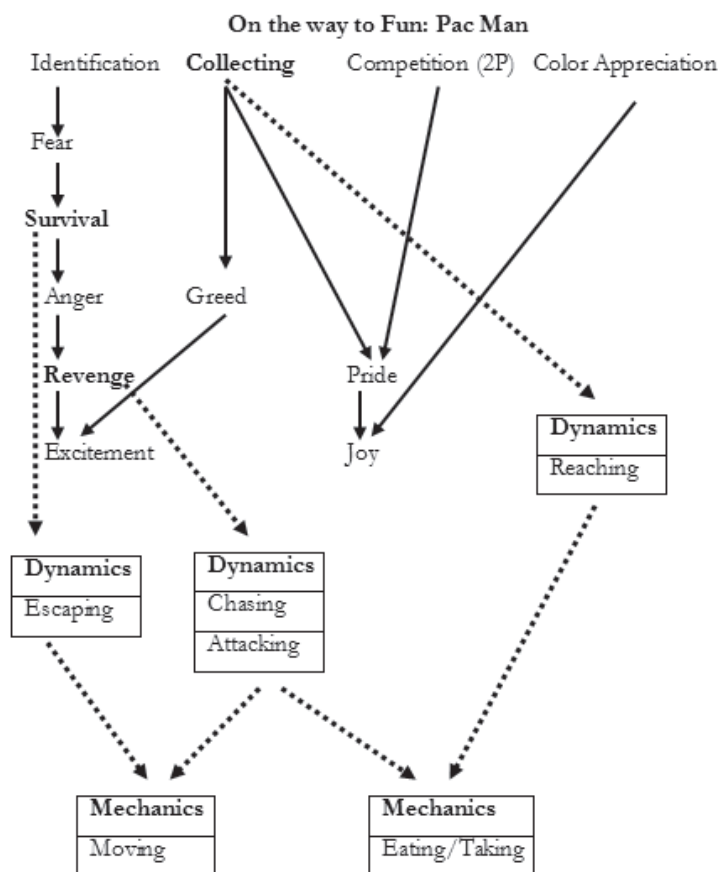 On the way to Fun: Pac Man
Identification Collecting Competition (2P) Color Appreciation
Fear
Survival
Anger Greed
Revenge Pride
Excitement Joy
Dynamics
Reaching
Dynamics
Escaping
Dynamics
Chasing
Attacking
Mechanics
Moving
Mechanics
Eating/Taking